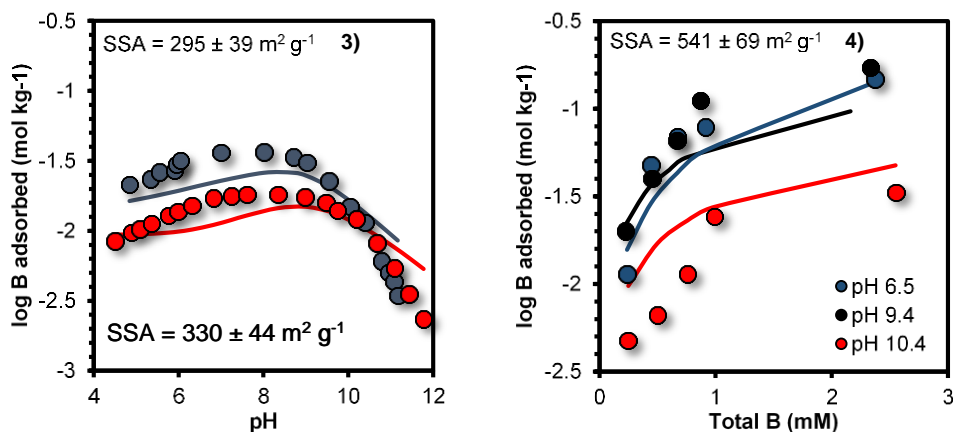 SSA = 295 ± 39 m² g⁻¹ 3)
log B adsorbed (mol kg-1)
-0.5
-1
-1.5
-2
-2.5
-3
SSA = 330 ± 44 m² g⁻¹
4 6 8 10 12
pH
SSA = 541 ± 69 m² g⁻¹ 4)
log B adsorbed (mol kg-1)
-0.5
-1
-1.5
-2
-2.5
pH 6.5
pH 9.4
pH 10.4
0 1 2 3
Total B (mM)